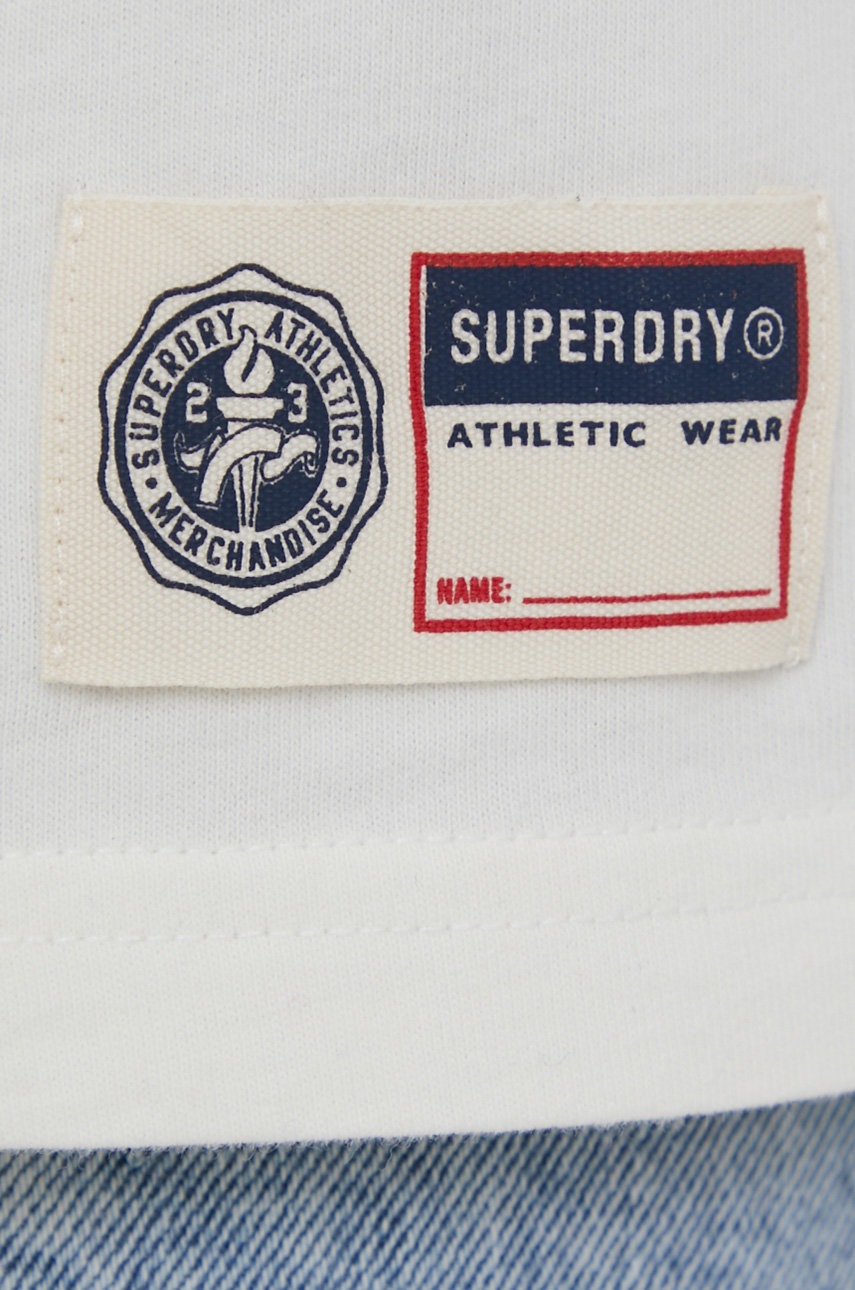 SUPERDRY ATHLETICS
2 3
• MERCHANDISE •
SUPERDRY®
ATHLETIC WEAR
NAME: